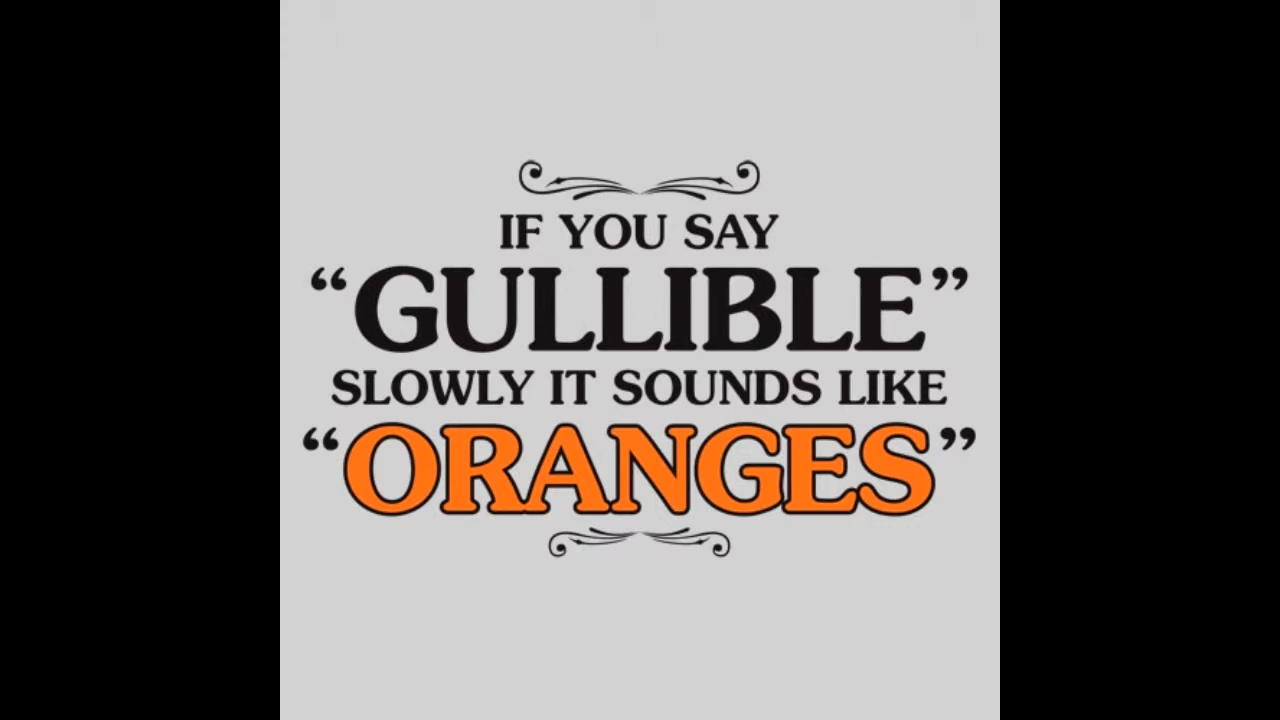 IF YOU SAY
“GULLIBLE”
SLOWLY IT SOUNDS LIKE
“ORANGES”